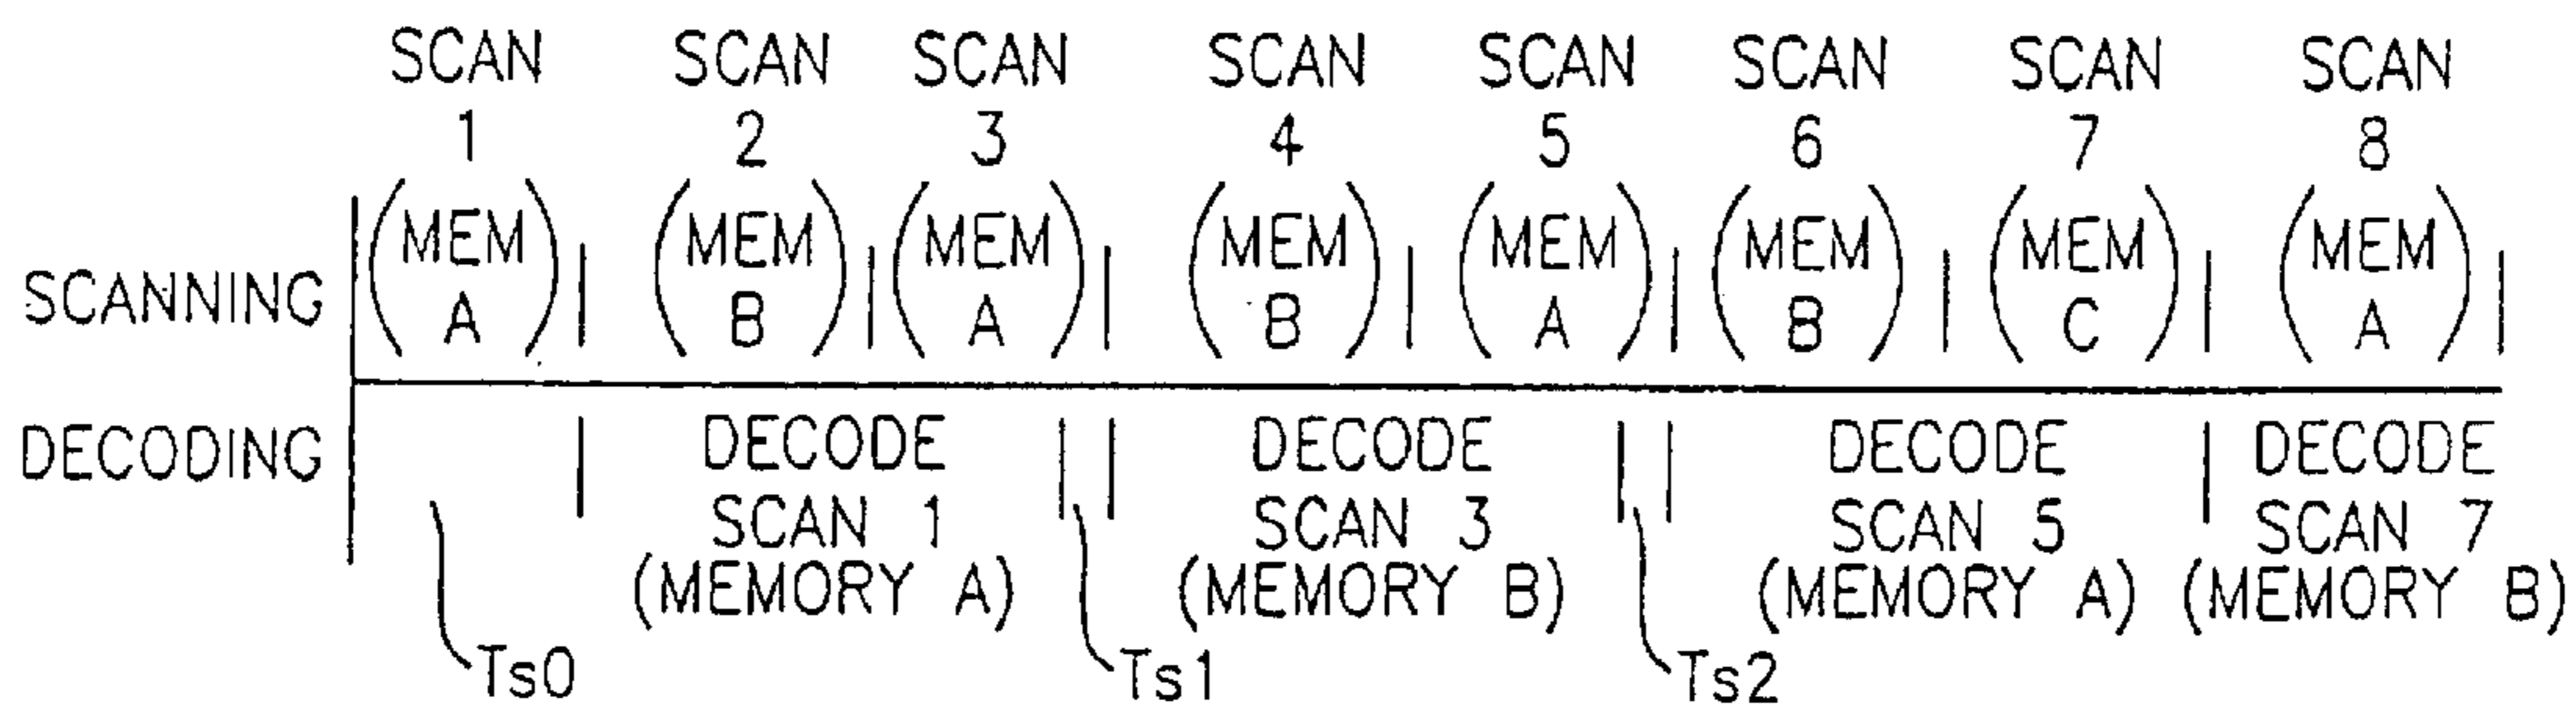 SCAN SCAN SCAN SCAN SCAN SCAN SCAN SCAN
1 2 3 4 5 6 7 8
(MEM (MEM (MEM (MEM (MEM (MEM (MEM (MEM
A) B) A) B) A) B) C) A)
SCANNING
DECODING
DECODE DECODE DECODE DECODE
SCAN 1 SCAN 3 SCAN 5 SCAN 7
(MEMORY A) (MEMORY B) (MEMORY A) (MEMORY B)
Ts0 Ts1 Ts2